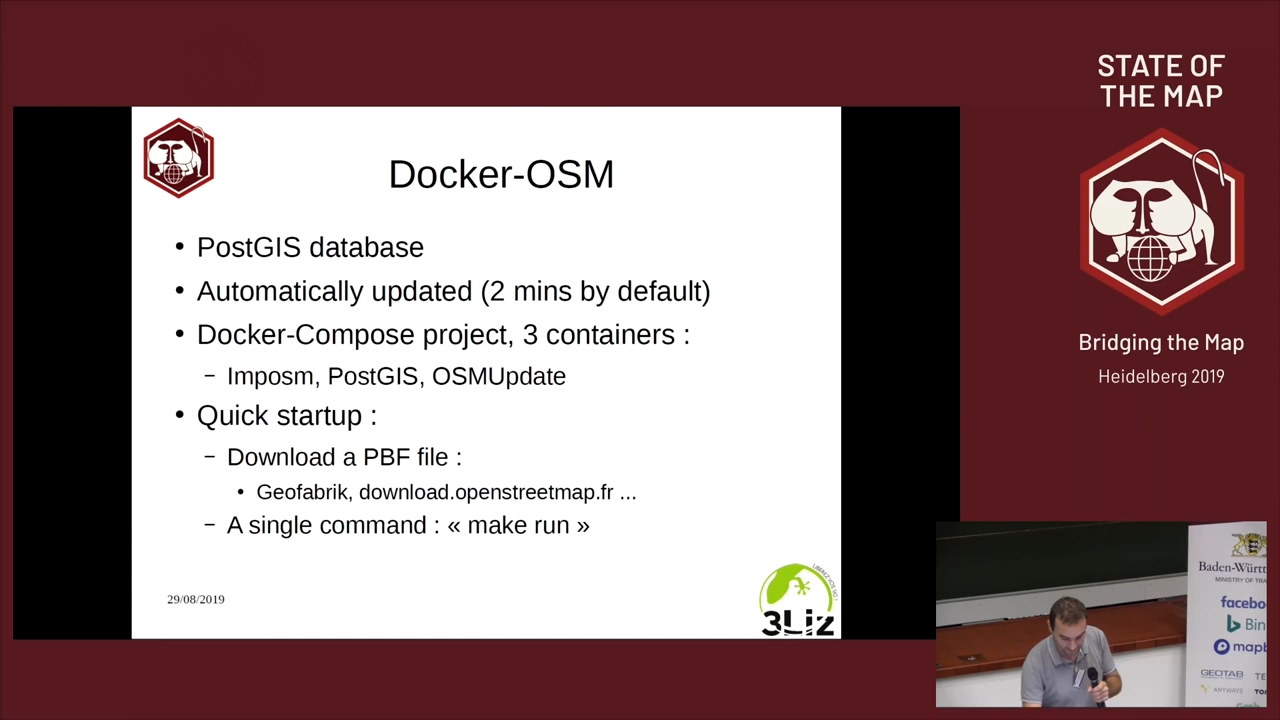 STATE OF
THE MAP
Docker-OSM
• PostGIS database
• Automatically updated (2 mins by default)
• Docker-Compose project, 3 containers :
– Imposm, PostGIS, OSMUpdate
• Quick startup :
– Download a PBF file :
• Geofabrik, download.openstreetmap.fr ...
– A single command : « make run »
29/08/2019
3Liz
Bridging the Map
Heidelberg 2019
Baden-Württ
MINISTRY OF TRA
facebo
Bin
mapb
GEOTAB